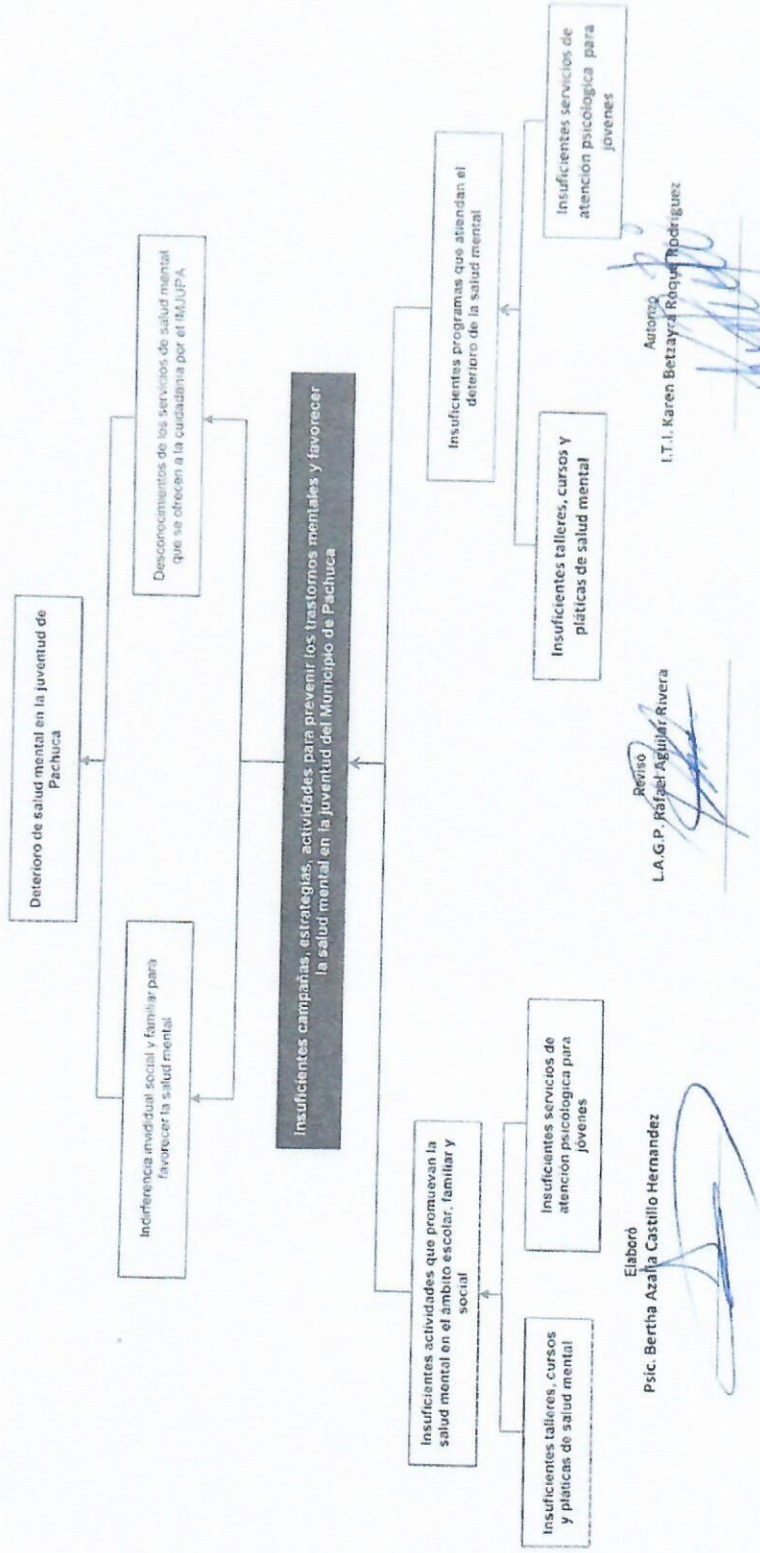 Deterioro de salud mental en la juventud de
Pachuca
Indirferencia invididual social y familiar para
favorecer la salud mental
Desconocimientos de los servicios de salud mental
que se ofrecen a la cuidadania por el IMJUPA
Insuficientes campañas, estrategias, actividades para prevenir los trastornos mentales y favorecer
la salud mental en la juventud del Municipio de Pachuca
Insuficientes actividades que promuevan la
salud mental en el ámbito escolar, familiar y
social
Insuficientes programas que atiendan el
deterioro de la salud mental
Insuficientes talleres, cursos
y pláticas de salud mental
Insuficientes servicios de
atención psicologica para
jóvenes
Insuficientes talleres, cursos y
pláticas de salud mental
Insuficientes servicios de
atención psicologica para
jóvenes
Elaboró
Psic. Bertha Azalia Castillo Hernandez
Revisó
L.A.G.P. Rafael Aguilar Rivera
Autorizó
I.T.I. Karen Betzayra Roque Rodriguez